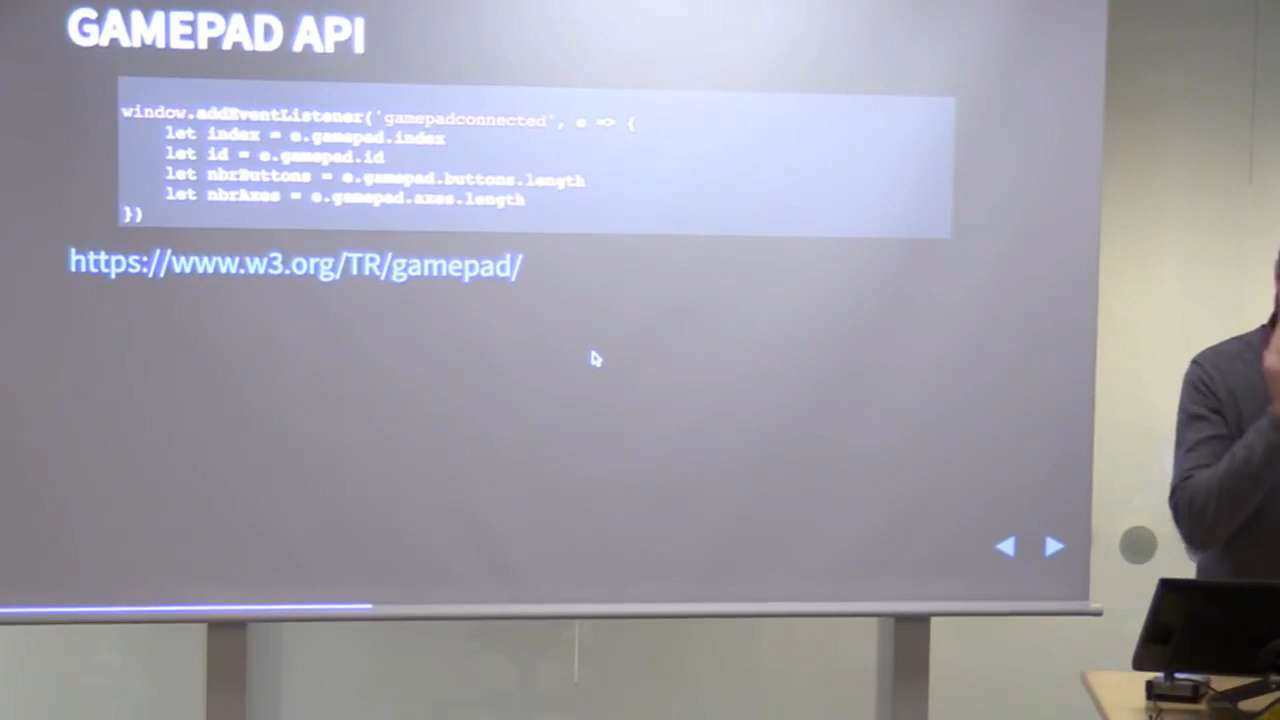 GAMEPAD API
window.addEventListener('gamepadconnected', e => {
    let index = e.gamepad.index
    let id = e.gamepad.id
    let nbrButtons = e.gamepad.buttons.length
    let nbrAxes = e.gamepad.axes.length
})
https://www.w3.org/TR/gamepad/